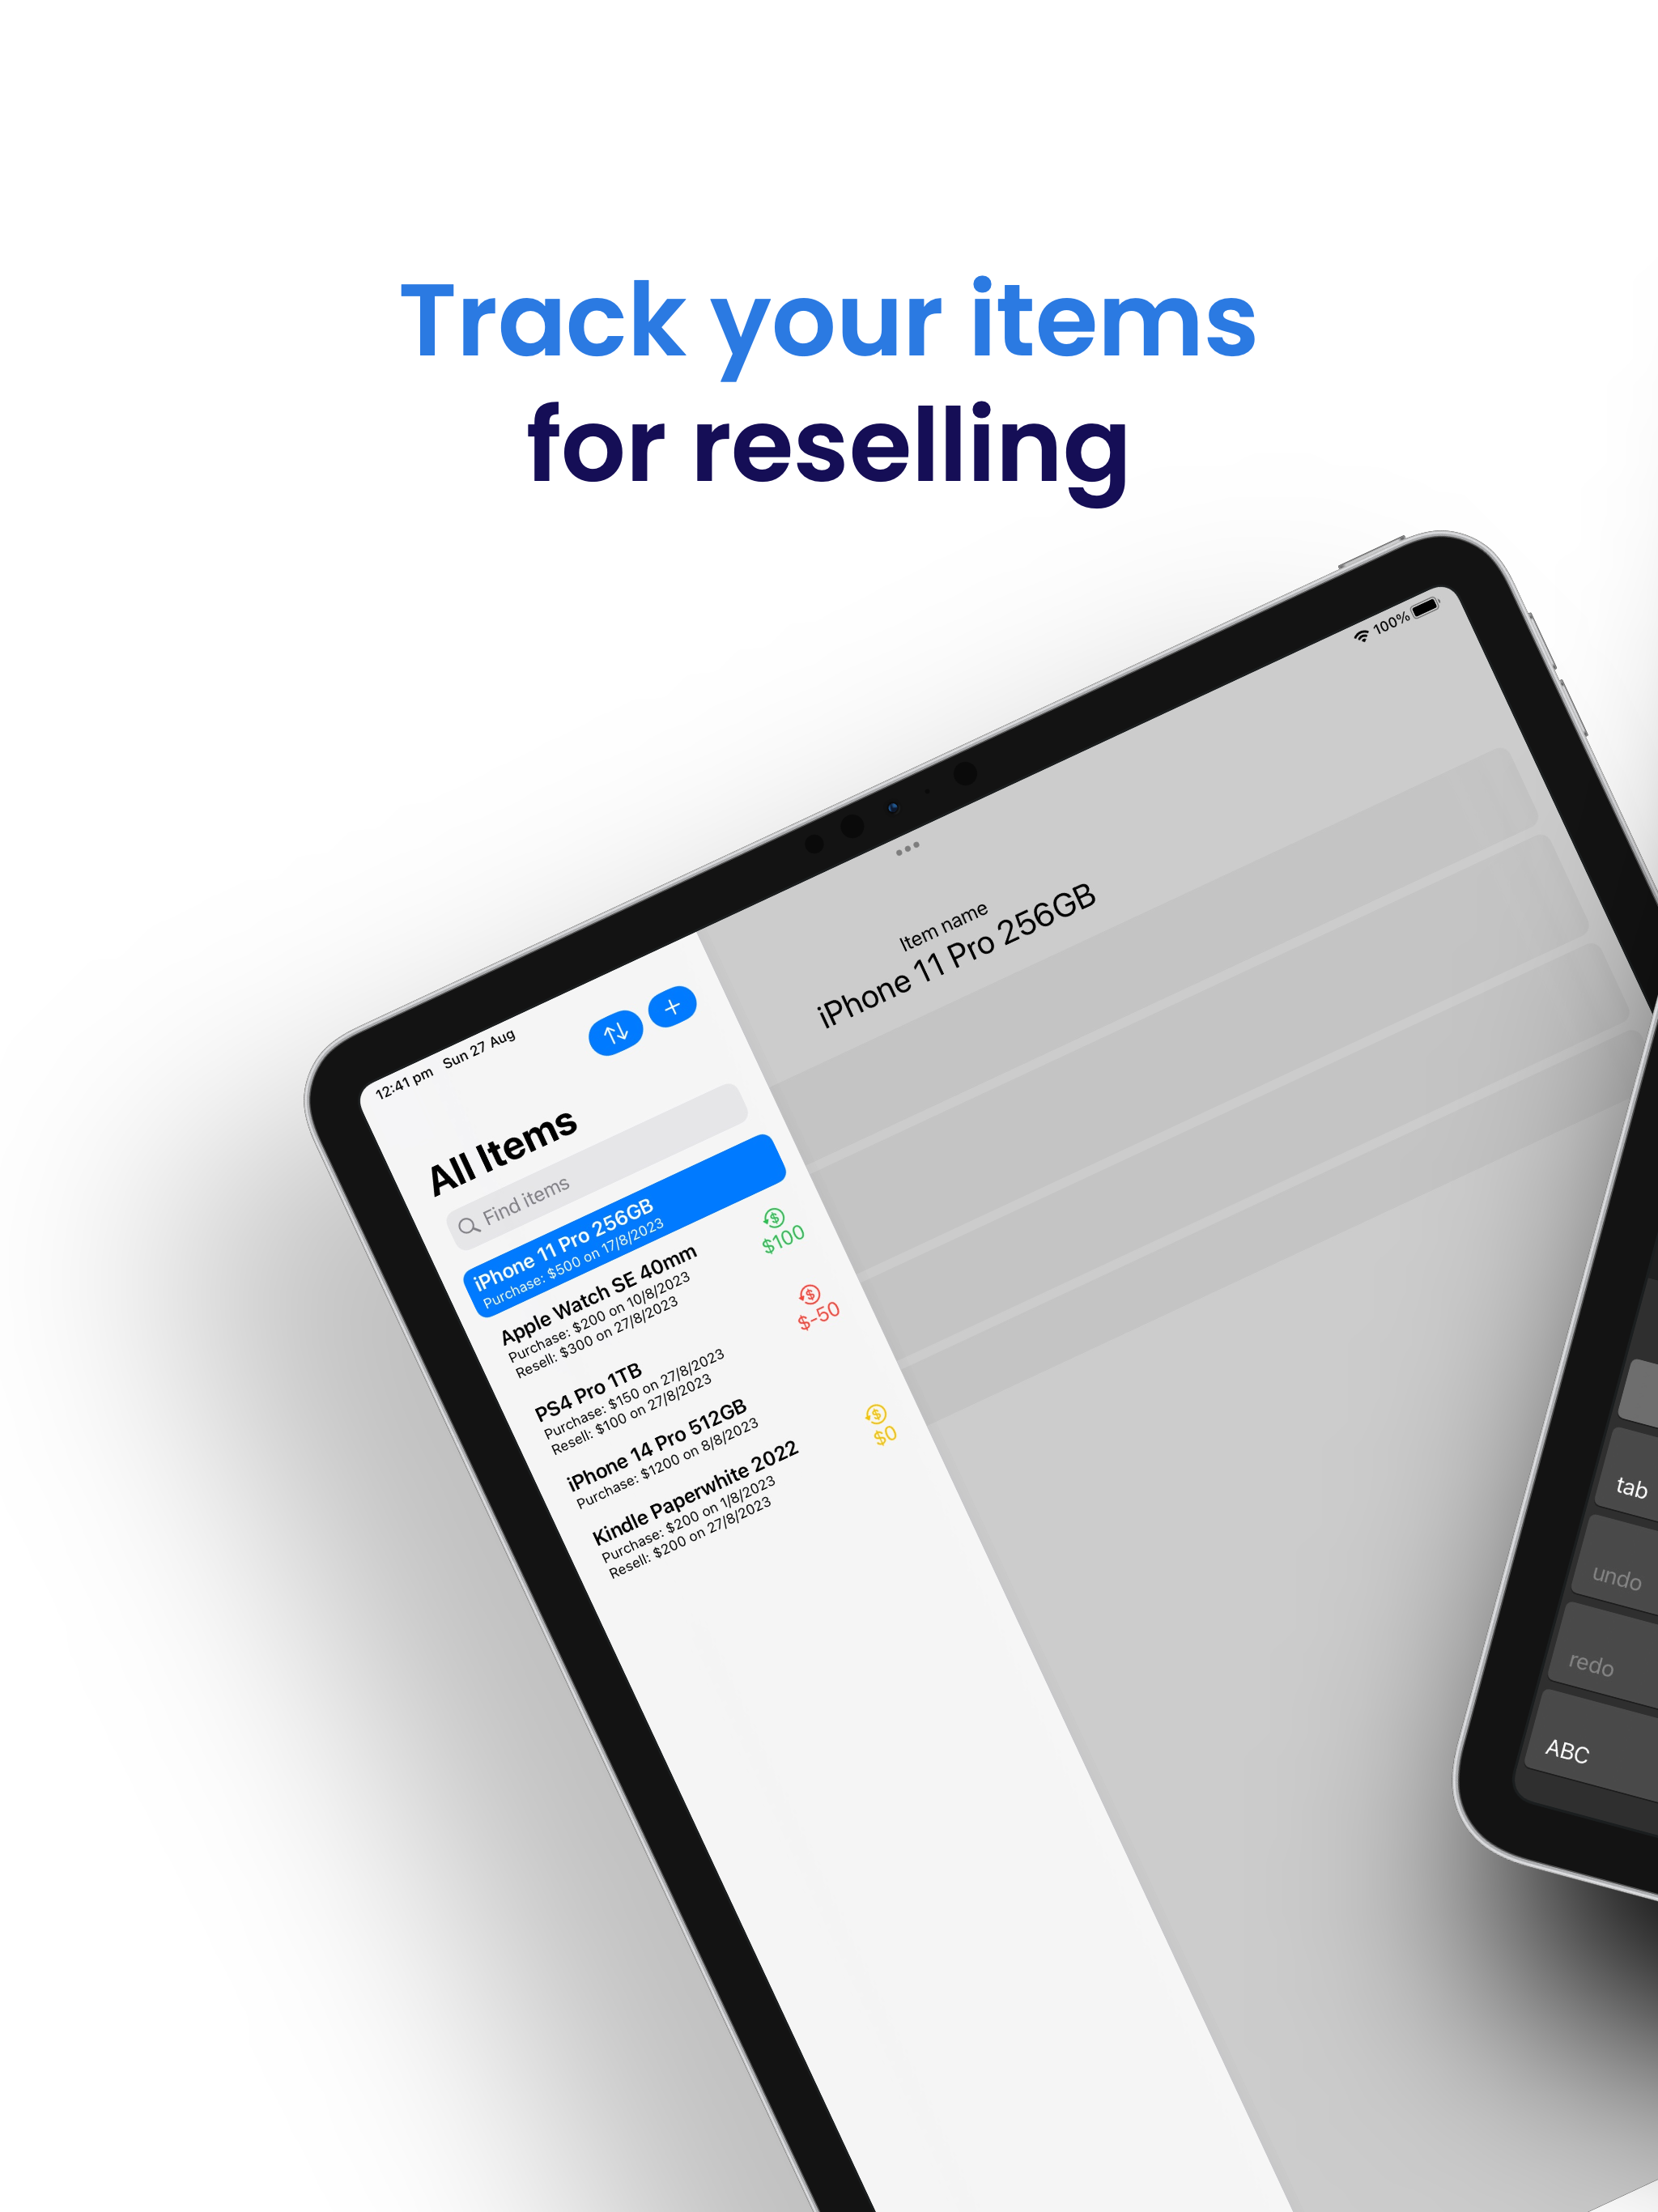 Track your items
for reselling
12:41 pm Sun 27 Aug
100%
All Items
Find items
iPhone 11 Pro 256GB
Purchase: $500 on 17/8/2023
Apple Watch SE 40mm
Purchase: $200 on 10/8/2023
Resell: $300 on 27/8/2023
$100
PS4 Pro 1TB
Purchase: $150 on 27/8/2023
Resell: $100 on 27/8/2023
$-50
iPhone 14 Pro 512GB
Purchase: $1200 on 8/8/2023
Kindle Paperwhite 2022
Purchase: $200 on 1/8/2023
Resell: $200 on 27/8/2023
$0
Item name
iPhone 11 Pro 256GB
tab
undo
redo
ABC